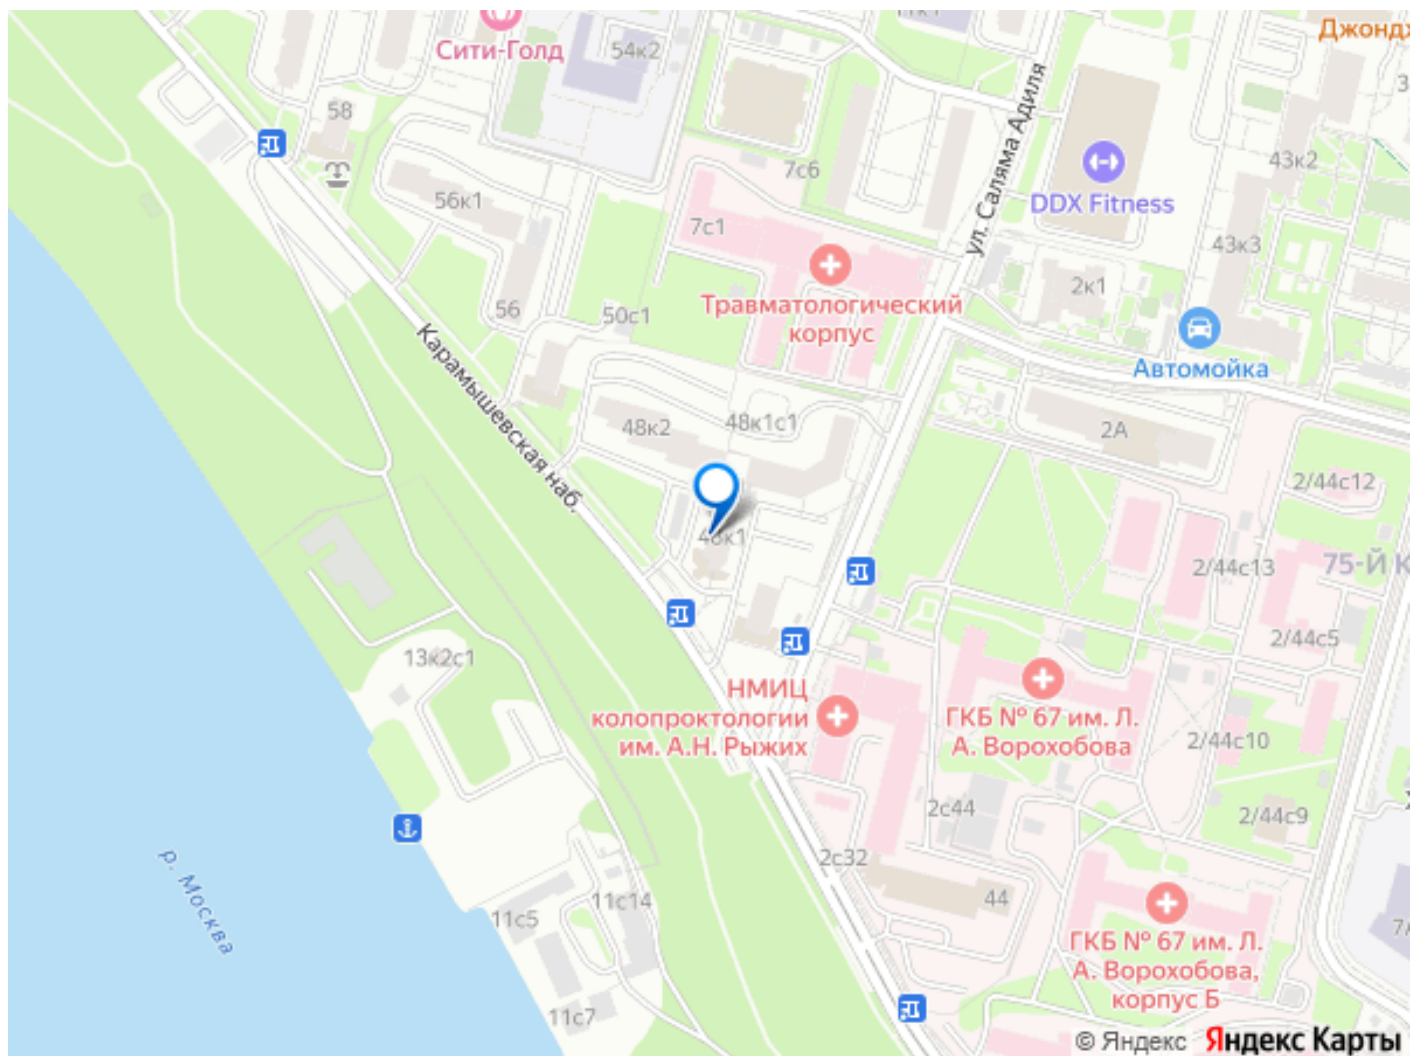 Джондж
Сити-Голд
54к2
58
ул. Саляма Адиля
7с6
43к2
56к1
DDX Fitness
7с1
43к3
2к1
Травматологический
корпус
56
50с1
Автомойка
Карамышевская наб.
48к2
48к1с1
2А
2/44с12
48к1
2/44с13
75-Й К
2/44с5
13к2с1
НМИЦ
колопроктологии
им. А.Н. Рыжих
ГКБ № 67 им. Л.
А. Ворохобова
2/44с10
2с44
2/44с9
2с32
44
р. Москва
11с5
11с14
ГКБ № 67 им. Л.
А. Ворохобова,
корпус Б
11с7
© Яндекс Яндекс Карты